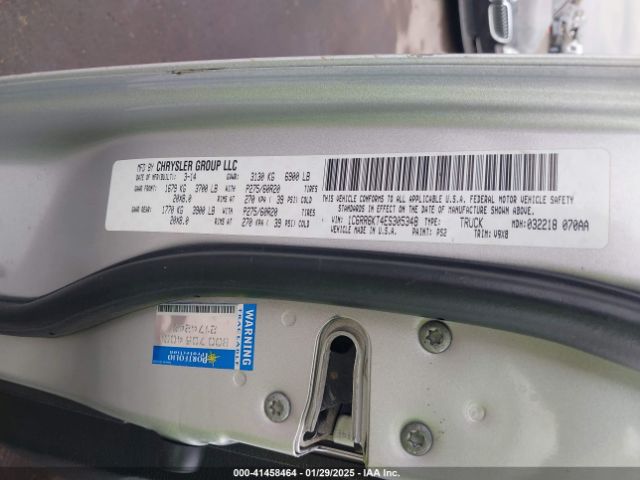 MFD BY CHRYSLER GROUP LLC
DATE OF MFR(BUILT): 3-14 GVWR: 3130 KG 6900 LB
GAWR FRONT: 1679 KG 3700 LB WITH P275/60R20 TIRES
20X8.0 RIMS AT 270 KPA ( 39 PSI) COLD
GAWR REAR: 1770 KG 3900 LB WITH P275/60R20 TIRES
20X8.0 RIMS AT 270 KPA ( 39 PSI) COLD
THIS VEHICLE CONFORMS TO ALL APPLICABLE U.S.A. FEDERAL MOTOR VEHICLE SAFETY
STANDARDS IN EFFECT ON THE DATE OF MANUFACTURE SHOWN ABOVE.
VIN: 1C6RR6KT4ES305348 TYPE: TRUCK MDH: 032218 070AA
VEHICLE MADE IN U.S.A. PAINT: PS2 TRIM: V9X8
WARNING
PORTFOLIO
Protection
000-41458464 | 01/29/2025 | IAA Inc.